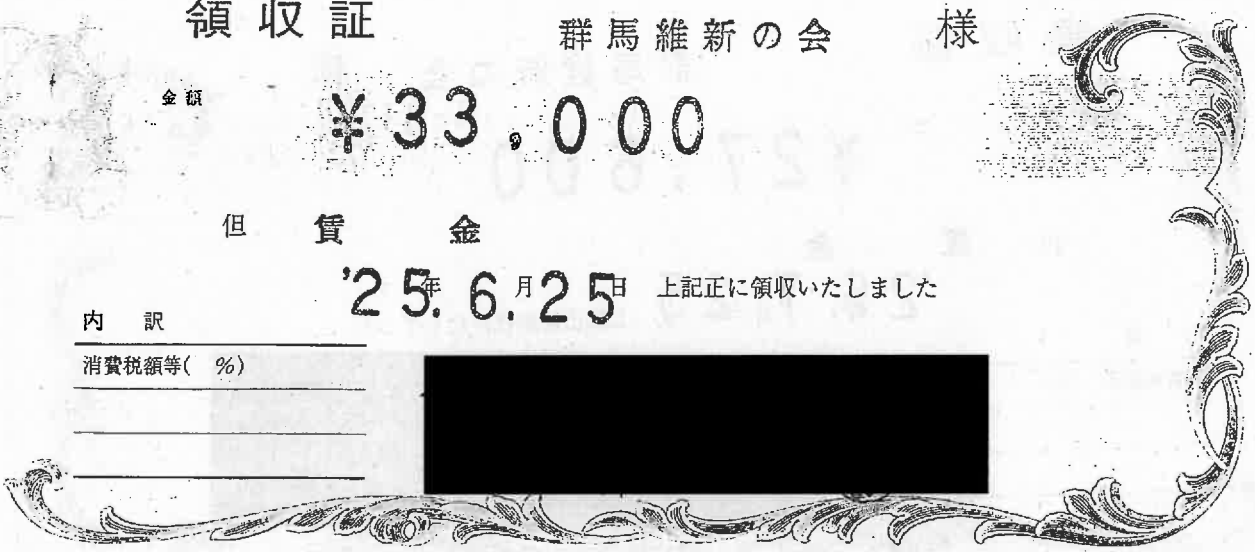 領収証 群馬維新の会 様
金額 ¥33,000
但 賃 金
'25年.6.月25日 上記正に領収いたしました
内 訳
消費税額等( %)